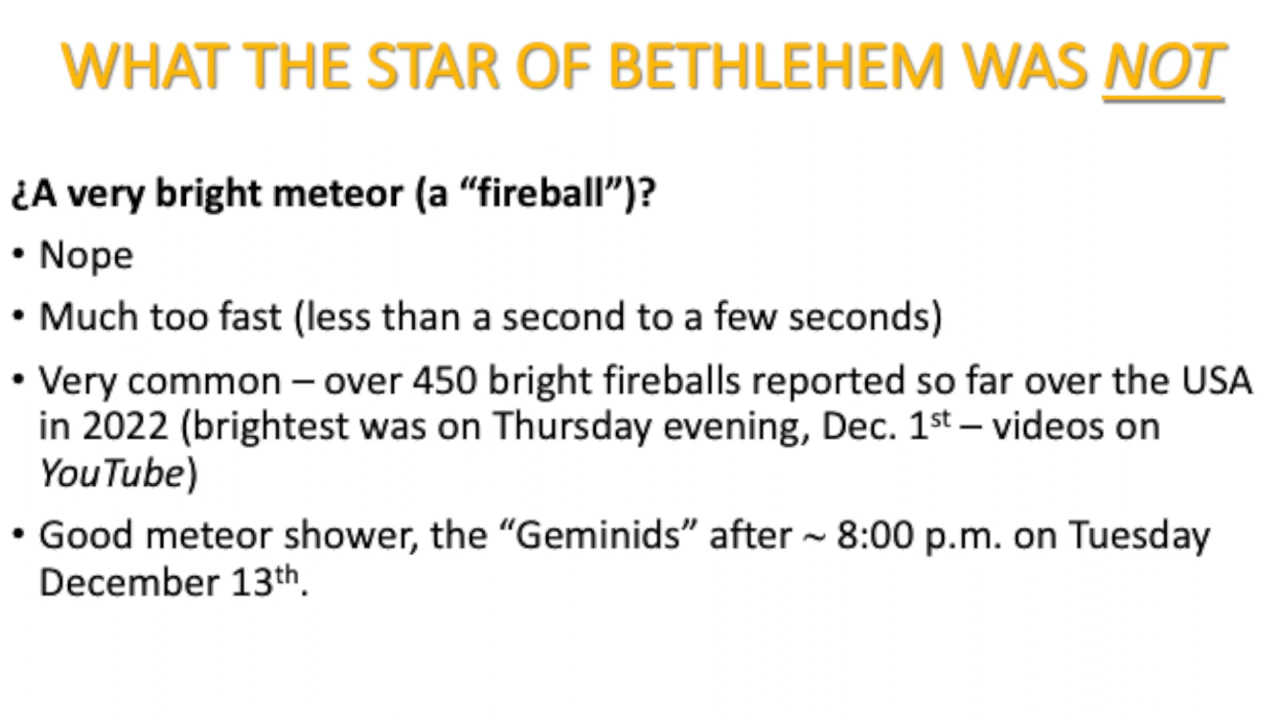 WHAT THE STAR OF BETHLEHEM WAS NOT
¿A very bright meteor (a “fireball”)?
• Nope
• Much too fast (less than a second to a few seconds)
• Very common – over 450 bright fireballs reported so far over the USA
in 2022 (brightest was on Thursday evening, Dec. 1st – videos on
YouTube)
• Good meteor shower, the “Geminids” after ~ 8:00 p.m. on Tuesday
December 13th.